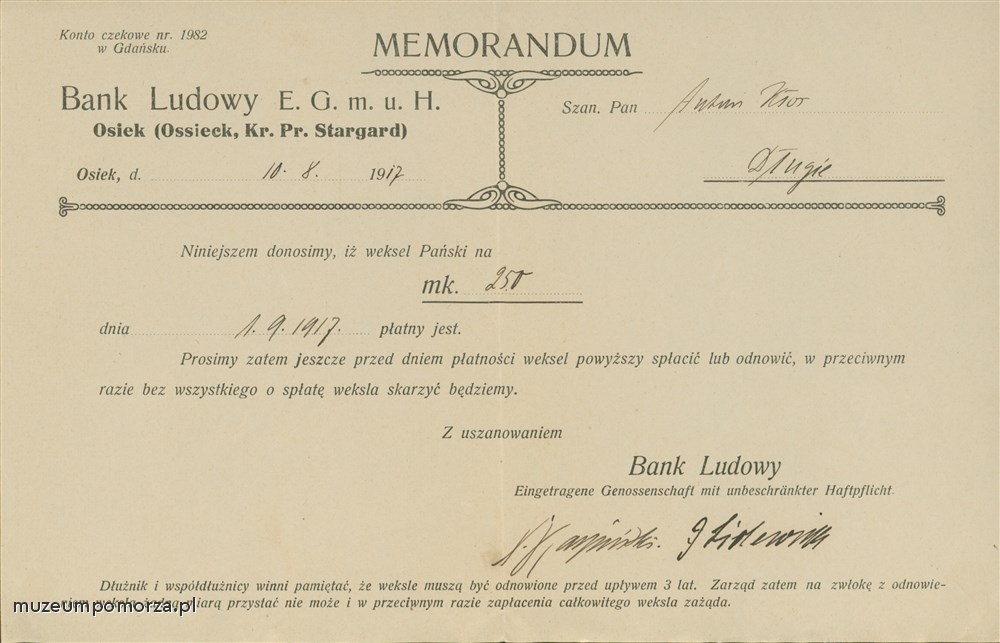 Konto czekowe nr. 1982
w Gdańsku.
MEMORANDUM
Bank Ludowy E. G. m. u. H.
Osiek (Ossieck, Kr. Pr. Stargard)
Szan. Pan
Długie
Osiek, d. 10. 8. 1917
Niniejszem donosimy, iż weksel Pański na
mk. 250
dnia 1. 9. 1917. płatny jest.
Prosimy zatem jeszcze przed dniem płatności weksel powyższy spłacić lub odnowić, w przeciwnym
razie bez wszystkiego o spłatę weksla skarzyć będziemy.
Z uszanowaniem
Bank Ludowy
Eingetragene Genossenschaft mit unbeschränkter Haftpflicht.
Dłużnik i współdłużnicy winni pamiętać, że weksle muszą być odnowione przed upływem 3 lat. Zarząd zatem na zwłokę z odnowie-
przystać nie może i w przeciwnym razie zapłacenia całkowitego weksla zażąda.
muzeumpomorza.pl